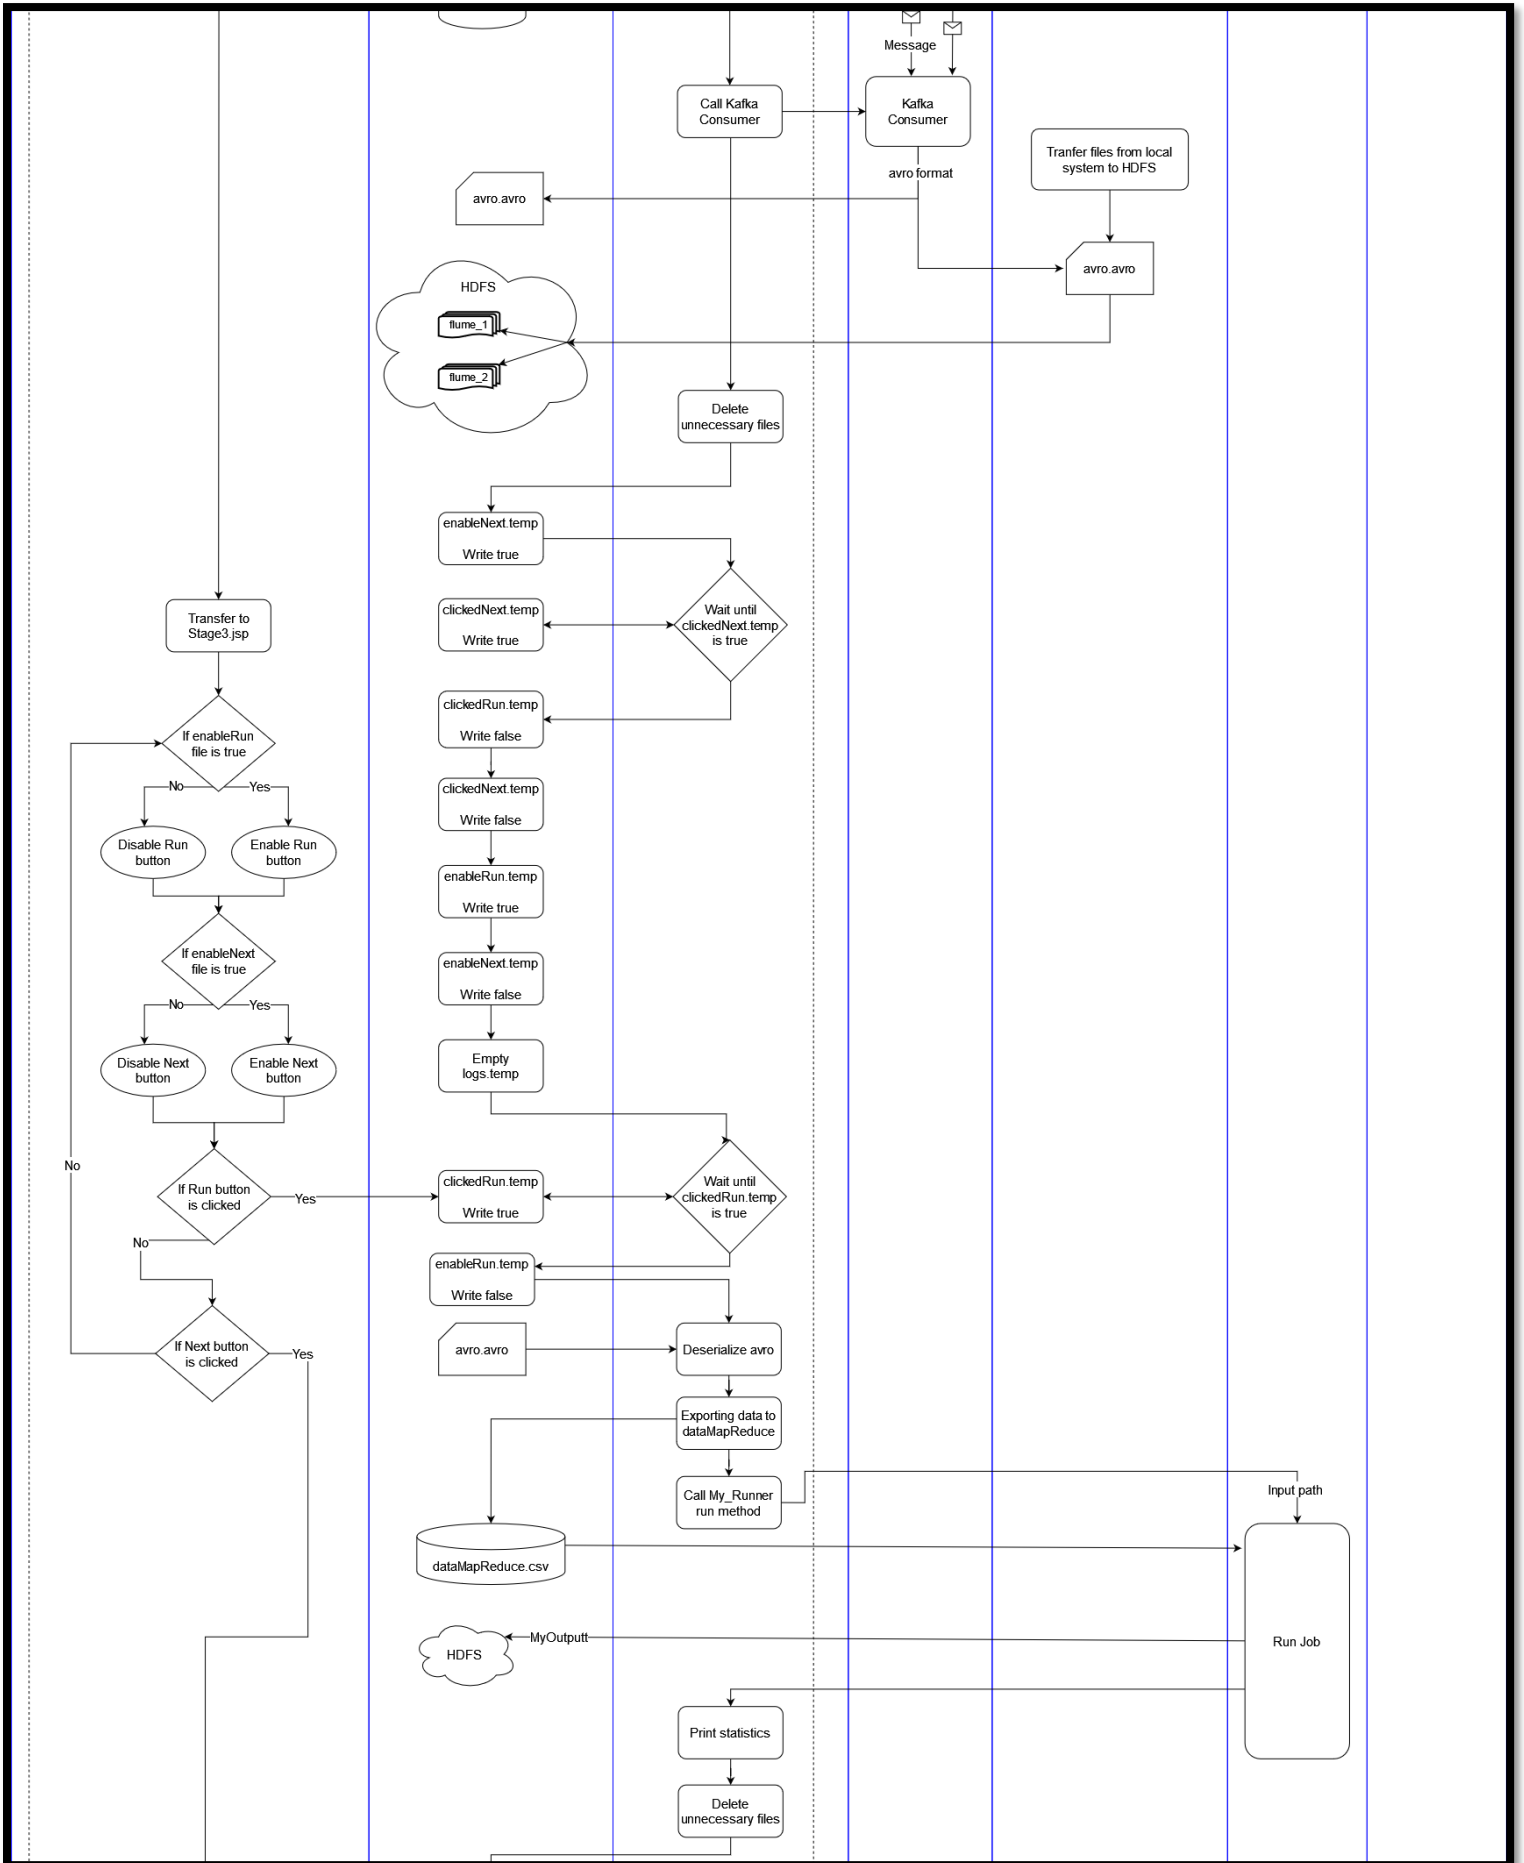 Message
Call Kafka
Consumer
Kafka
Consumer
Tranfer files from local
system to HDFS
avro format
avro.avro
avro.avro
HDFS
flume_1
flume_2
Delete
unnecessary files
enableNext.temp
Write true
Transfer to
Stage3.jsp
clickedNext.temp
Write true
Wait until
clickedNext.temp
is true
clickedRun.temp
Write false
If enableRun
file is true
No
Yes
clickedNext.temp
Write false
Disable Run
button
Enable Run
button
enableRun.temp
Write true
If enableNext
file is true
No
Yes
enableNext.temp
Write false
Disable Next
button
Enable Next
button
Empty
logs.temp
No
If Run button
is clicked
Yes
clickedRun.temp
Write true
Wait until
clickedRun.temp
is true
No
enableRun.temp
Write false
If Next button
is clicked
Yes
avro.avro
Deserialize avro
Exporting data to
dataMapReduce
Call My_Runner
run method
Input path
dataMapReduce.csv
MyOutputt
HDFS
Run Job
Print statistics
Delete
unnecessary files